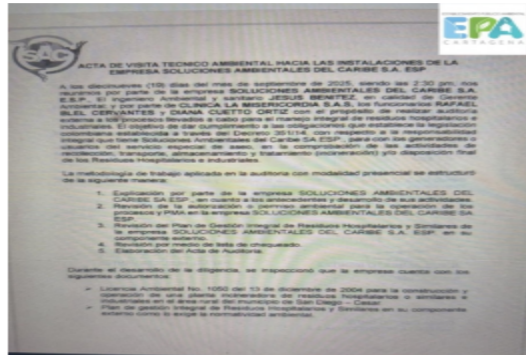 EPA
CARTAGENA
SAC
ACTA DE VISITA TECNICO AMBIENTAL HACIA LAS INSTALACIONES DE LA
EMPRESA SOLUCIONES AMBIENTALES DEL CARIBE S.A. ESP
A los diecinueve (19) días del mes de septiembre de 2025, siendo las 2:30 pm, nos
reunimos por parte de la empresa SOLUCIONES AMBIENTALES DEL CARIBE S.A.
E.S.P., El ingeniero Ambiental y sanitario JESUS BENITEZ, en calidad de Gerente
Ambiental, y por parte de CLINICA LA MISERICORDIA S.A.S, los funcionarios RAFAEL
BLEL CERVANTES y DIANA CUETTO ORTIZ con el propósito de realizar auditoria
externa a los procesos llevados a cabo para el manejo integral de residuos hospitalarios e
industriales. El objetivo de dar cumplimiento a las obligaciones que establece la legislación
colombiana establecida a través del Decreto 351/14, con respecto a la responsabilidad
integral que tiene Soluciones Ambientales del Caribe SA ESP, para con los generadores o
usuarios del servicio especial de aseo, en la comprobación de las actividades de
recolección, transporte, almacenamiento y tratamiento (incineración) y/o disposición final
de los Residuos hospitalarios e industriales.
La metodología de trabajo aplicada en la auditoria con modalidad presencial se estructuró
de la siguiente manera:
1. Explicación por parte de la empresa SOLUCIONES AMBIENTALES DEL
CARIBE SA ESP, en cuanto a los antecedentes y desarrollo de sus actividades.
2. Revisión de la autorización o permiso ambiental para la operación de los
procesos y PMA en la empresa SOLUCIONES AMBIENTALES DEL CARIBE SA
ESP.
3. Revisión del Plan de Gestión Integral de Residuos Hospitalarios y Similares de
la empresa SOLUCIONES AMBIENTALES DEL CARIBE S.A. ESP. en su
componente externo.
4. Revisión por medio de lista de chequeado.
5. Elaboración del Acta de Auditoria.
Durante el desarrollo de la diligencia, se inspeccionó que la empresa cuenta con los
siguientes documentos:
➢ Licencia Ambiental No. 1050 del 13 de diciembre de 2004 para la construcción y
operación de una planta incineradora de residuos hospitalarios o similares e
industriales en el área rural del municipio de San Diego – Cesar.
➢ Plan de gestión Integral de Residuos Hospitalarios y Similares en su componente
externo como lo exige la normatividad ambiental.